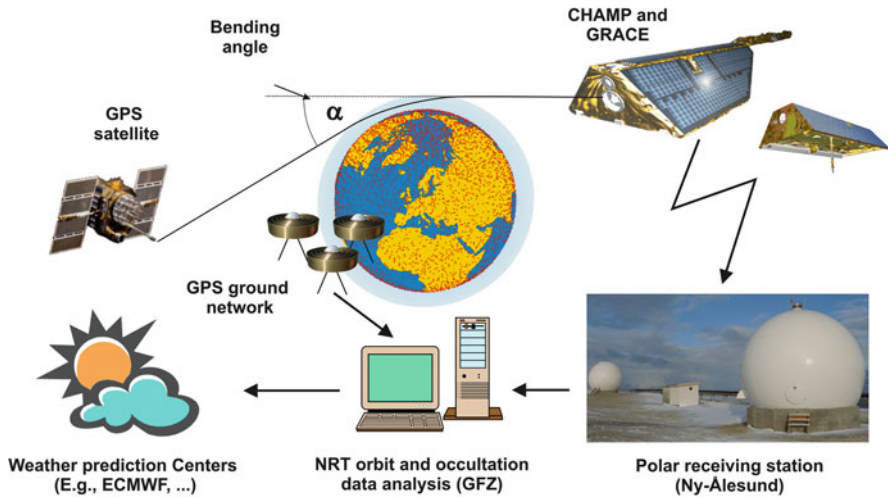 Bending
angle
CHAMP and
GRACE
GPS
satellite
α
GPS ground
network
Weather prediction Centers
(E.g., ECMWF, ...)
NRT orbit and occultation
data analysis (GFZ)
Polar receiving station
(Ny-Ålesund)